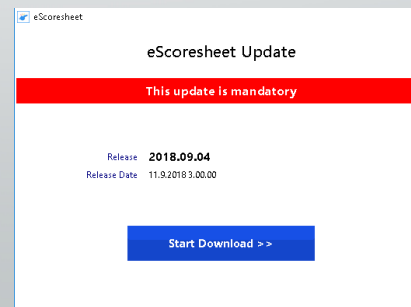 eScoresheet
eScoresheet Update
This update is mandatory
Release 2018.09.04
Release Date 11.9.2018 3.00.00
Start Download >>